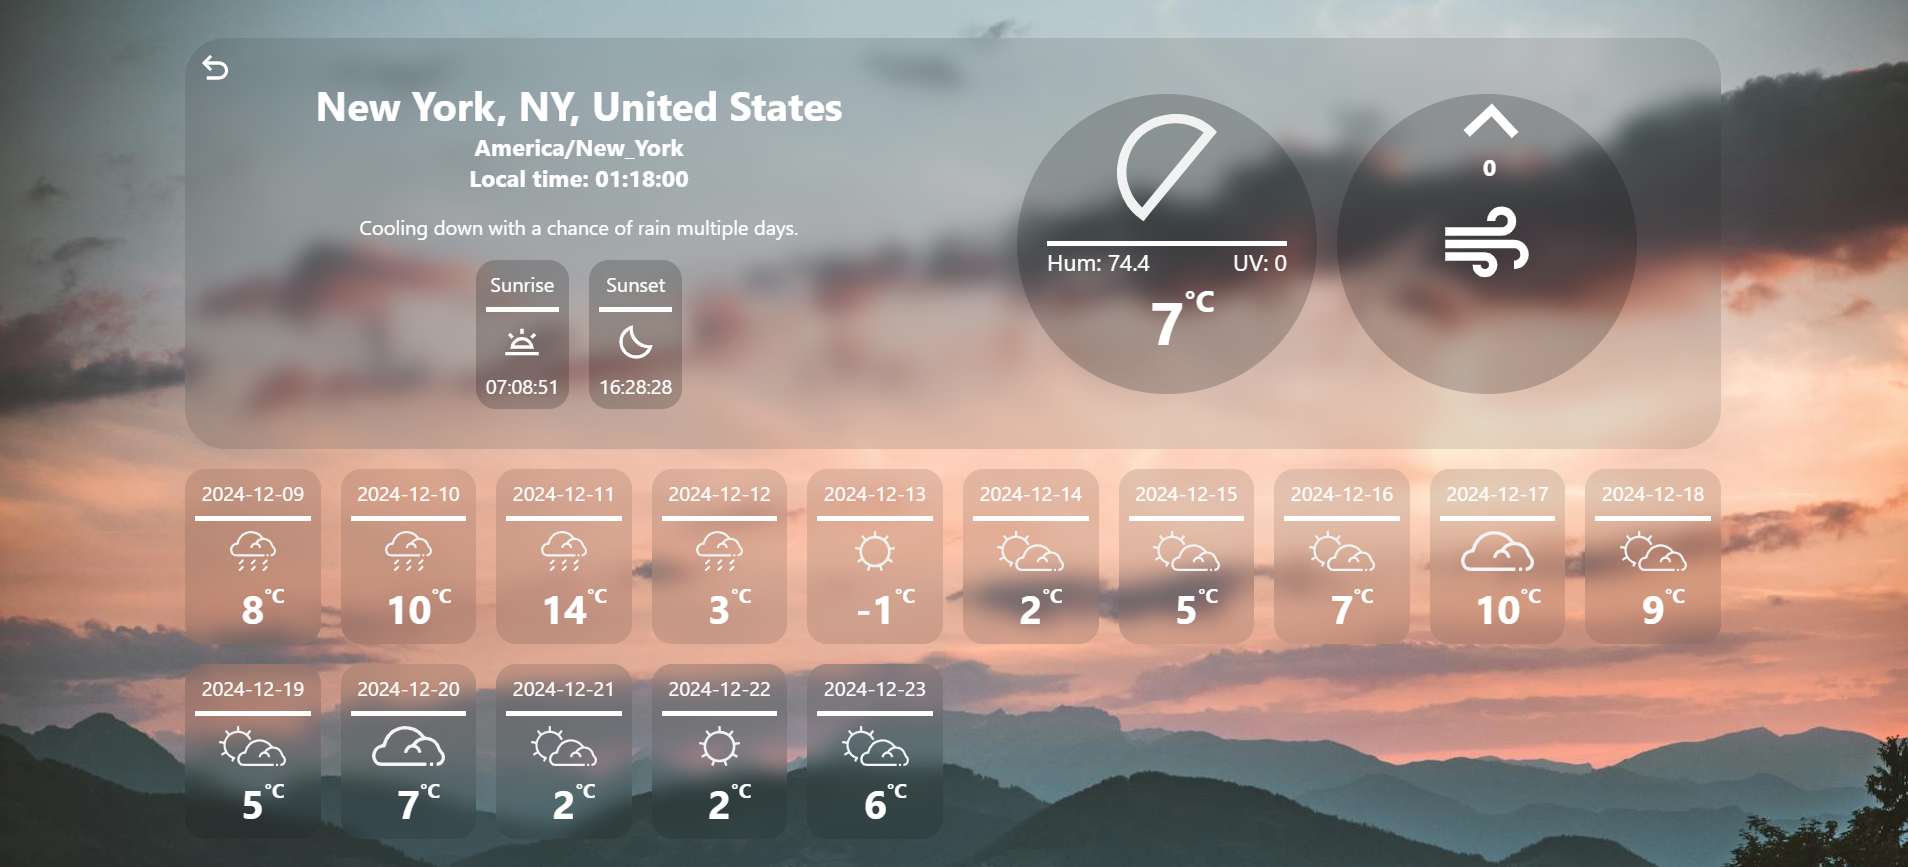 New York, NY, United States
America/New_York
Local time: 01:18:00
Cooling down with a chance of rain multiple days.
Sunrise
07:08:51
Sunset
16:28:28
Hum: 74.4 UV: 0
7°C
0
2024-12-09
8°C
2024-12-10
10°C
2024-12-11
14°C
2024-12-12
3°C
2024-12-13
-1°C
2024-12-14
2°C
2024-12-15
5°C
2024-12-16
7°C
2024-12-17
10°C
2024-12-18
9°C
2024-12-19
5°C
2024-12-20
7°C
2024-12-21
2°C
2024-12-22
2°C
2024-12-23
6°C